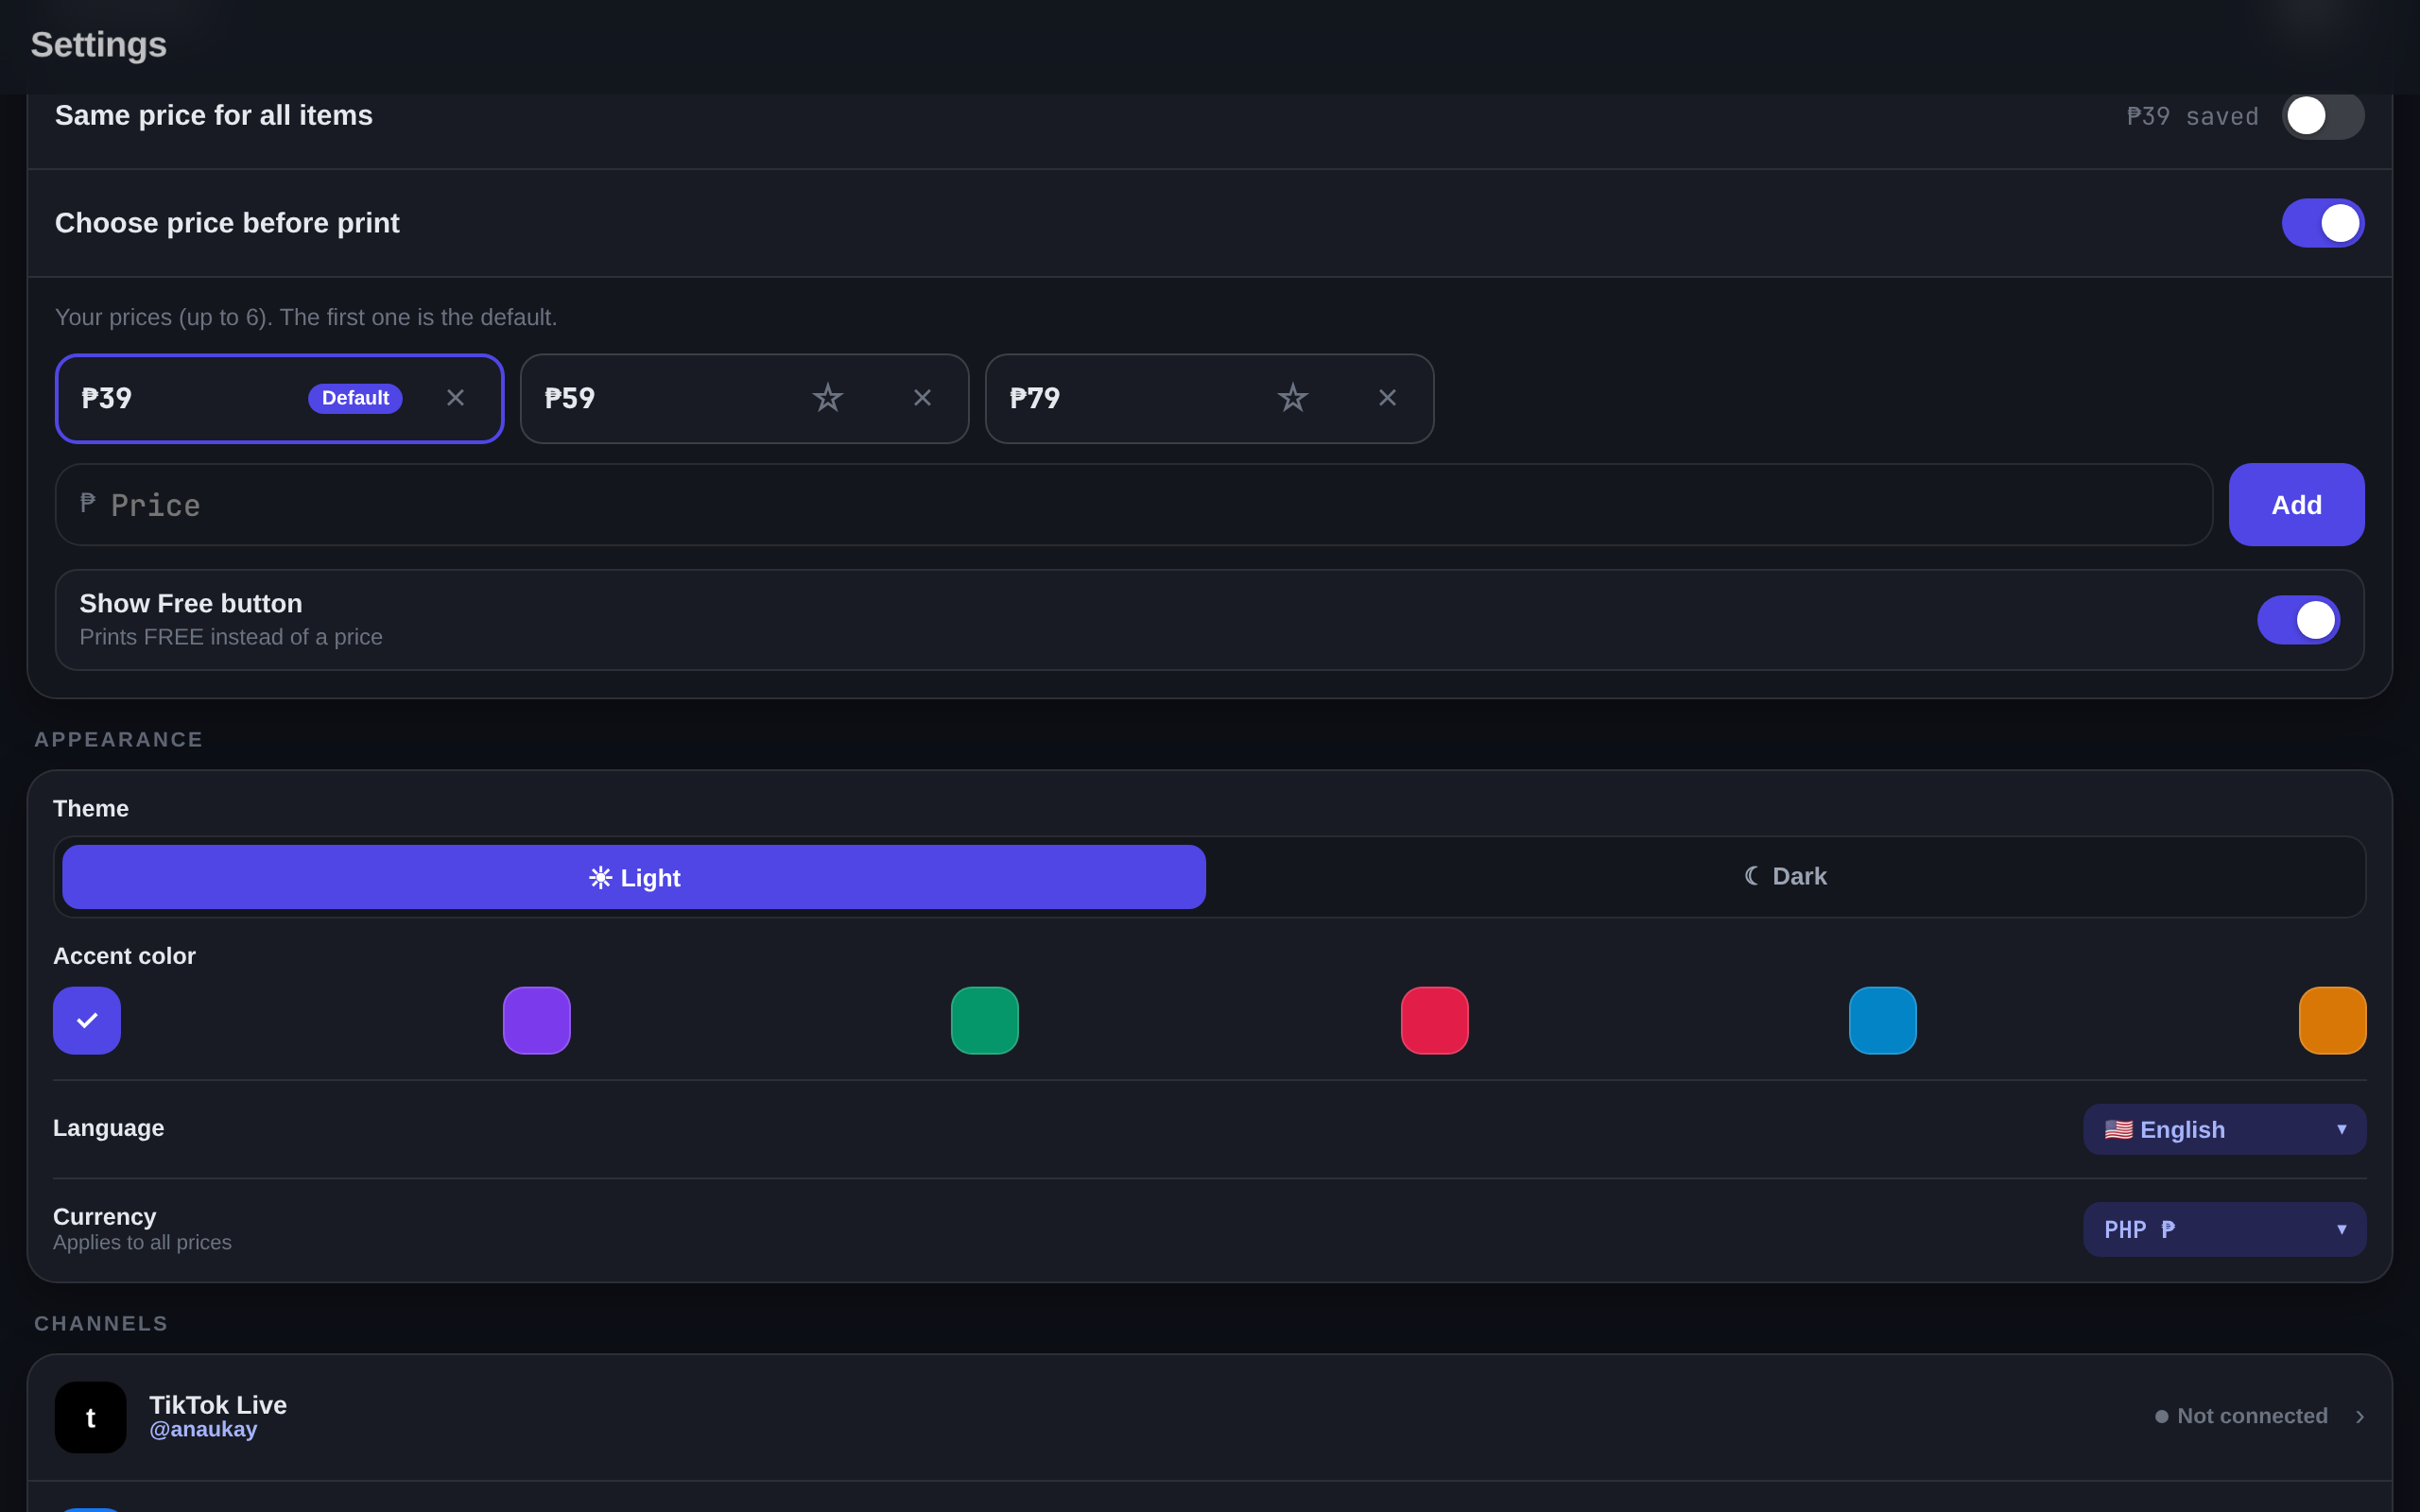 Settings
Same price for all items
₱39 saved
Choose price before print
Your prices (up to 6). The first one is the default.
₱39 Default ✕
₱59 ☆ ✕
₱79 ☆ ✕
₱ Price
Add
Show Free button
Prints FREE instead of a price
APPEARANCE
Theme
☀ Light
☾ Dark
Accent color
Language
🇺🇸 English ▾
Currency
Applies to all prices
PHP ₱ ▾
CHANNELS
t
TikTok Live
@anaukay
Not connected ›